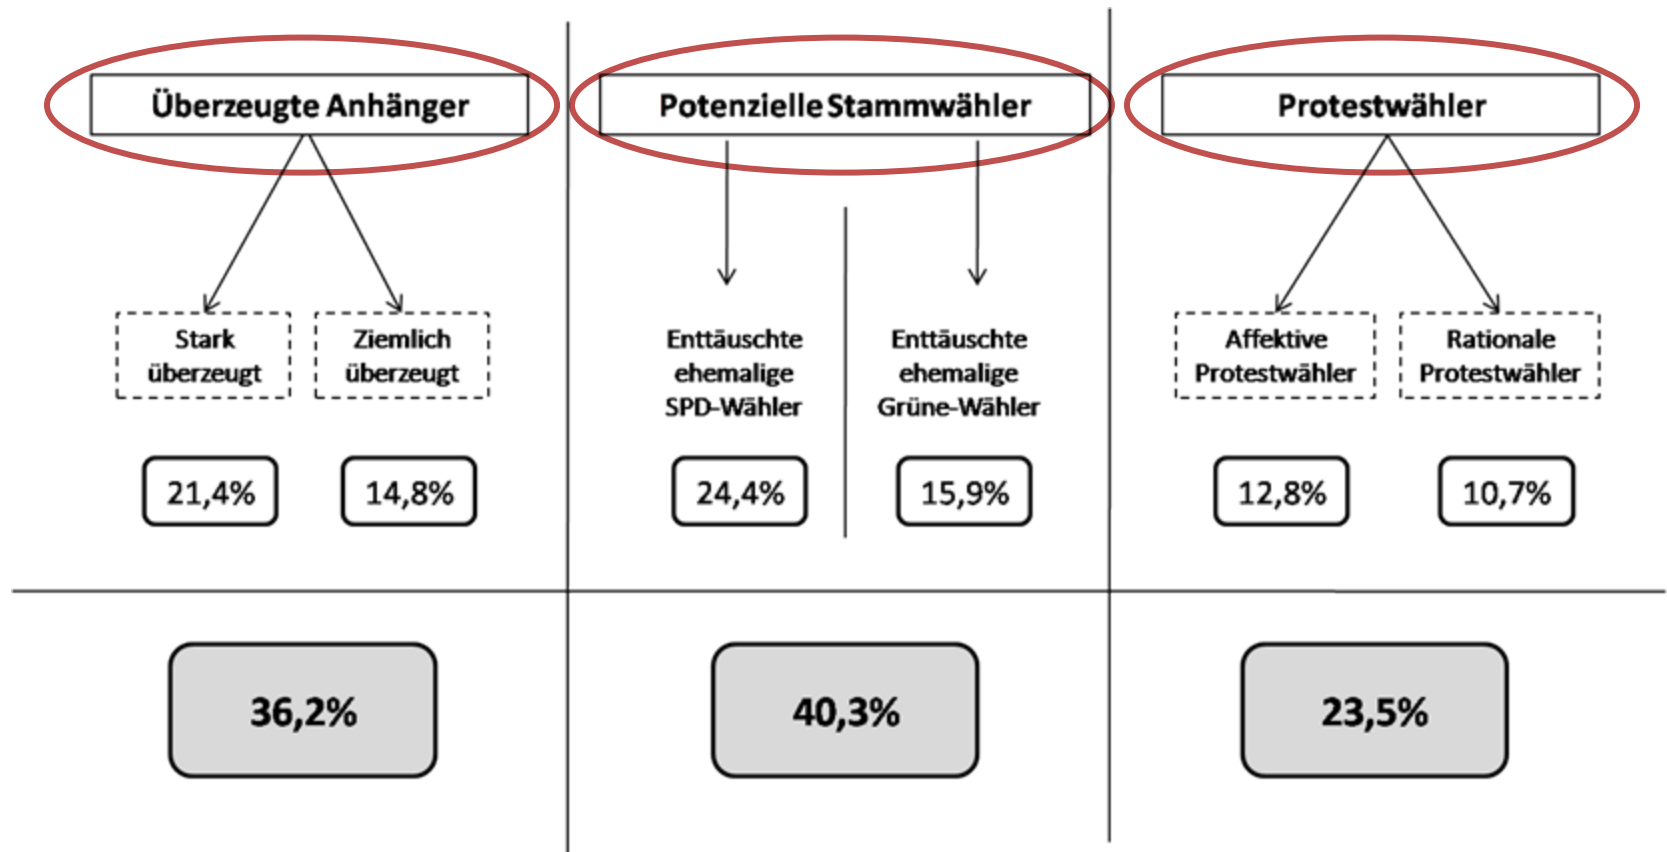 Überzeugte Anhänger
Potenzielle Stammwähler
Protestwähler
Stark
überzeugt
Ziemlich
überzeugt
Enttäuschte
ehemalige
SPD-Wähler
Enttäuschte
ehemalige
Grüne-Wähler
Affektive
Protestwähler
Rationale
Protestwähler
21,4%
14,8%
24,4%
15,9%
12,8%
10,7%
36,2%
40,3%
23,5%